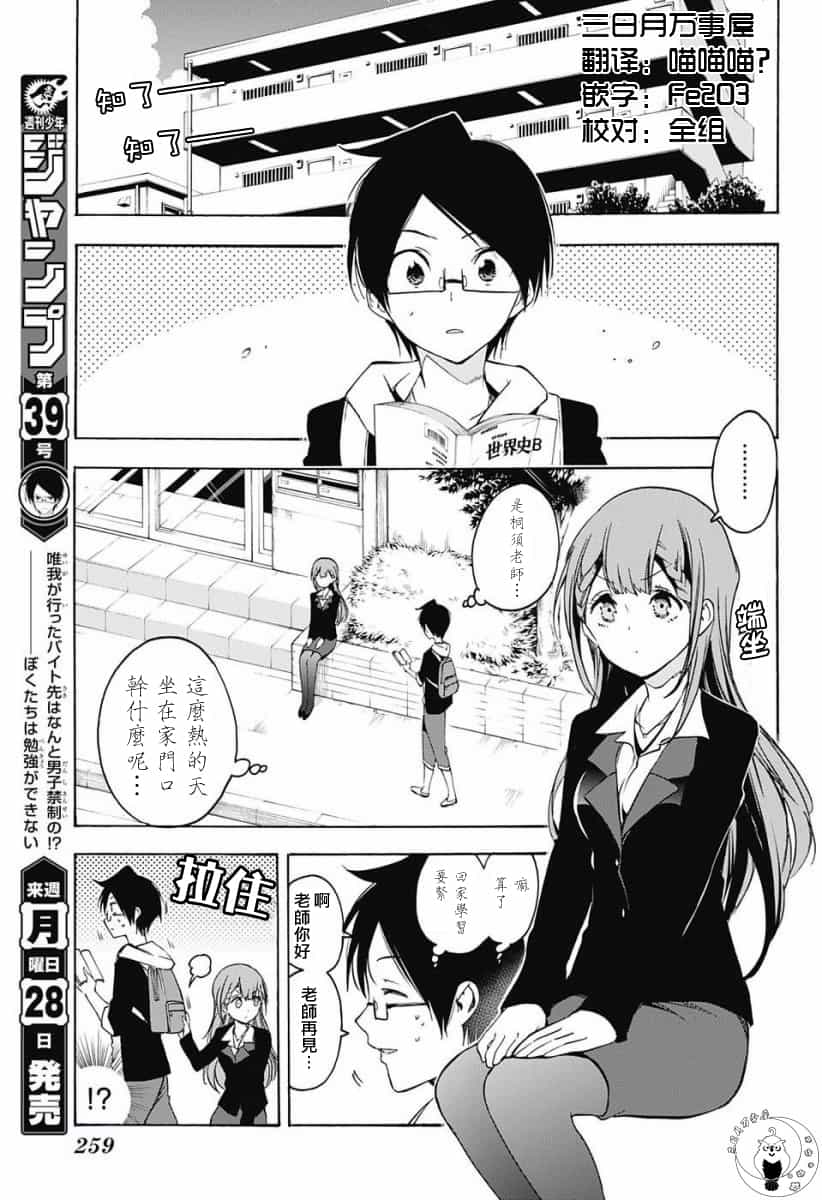 三日月万事屋
翻译：喵喵喵？
嵌字：Fe2O3
校对：全组
知了——
知了——
世界史B
……
是桐須老師…
端坐
這麼熱的天
坐在家門口
幹什麼呢…
嘛
算了
回家學習
要緊
啊
老師你好
老師再見…
拉住
!?
259
週刊少年
ジャンプ
第
39
号
唯我が行ったバイト先はなんと男子禁制の!?
——ぼくたちは勉強ができない
来週
月
曜日
28
日
発売